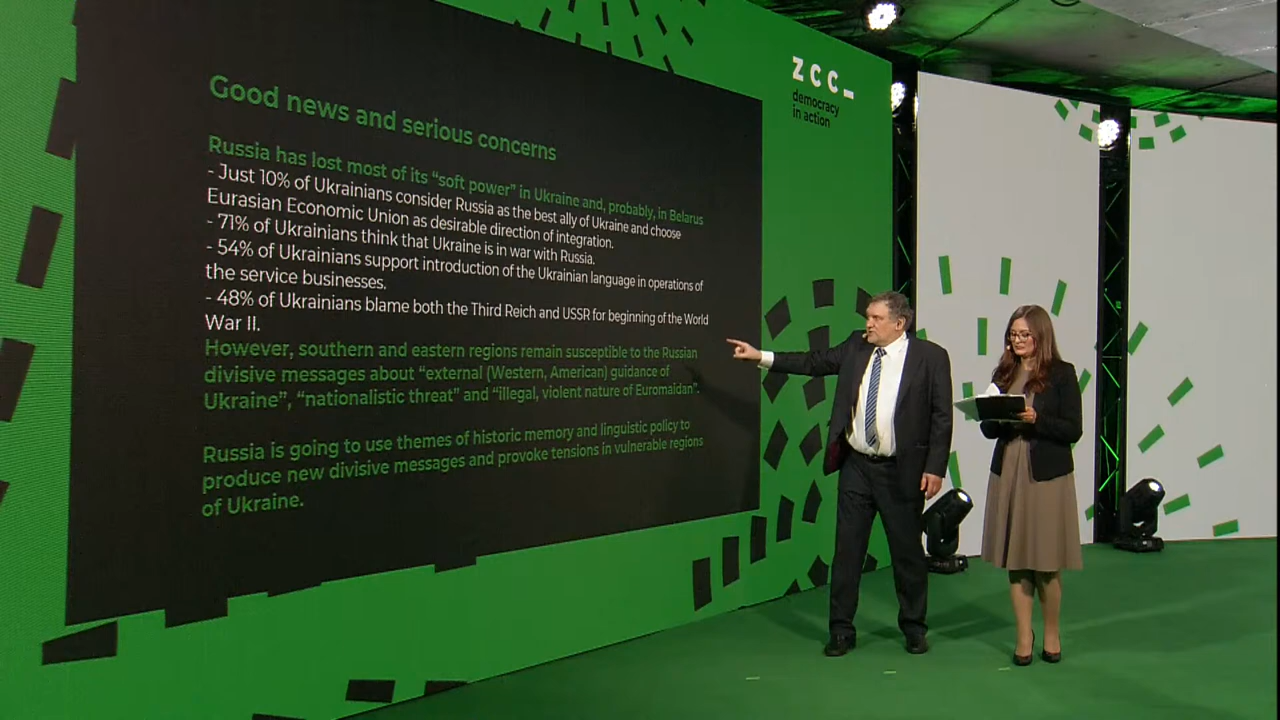 Good news and serious concerns
Russia has lost most of its “soft power” in Ukraine and, probably, in Belarus
- Just 10% of Ukrainians consider Russia as the best ally of Ukraine and choose
Eurasian Economic Union as desirable direction of integration.
- 71% of Ukrainians think that Ukraine is in war with Russia.
- 54% of Ukrainians support introduction of the Ukrainian language in operations of
the service businesses.
- 48% of Ukrainians blame both the Third Reich and USSR for beginning of the World
War II.
However, southern and eastern regions remain susceptible to the Russian
divisive messages about “external (Western, American) guidance of
Ukraine”, “nationalistic threat” and “illegal, violent nature of Euromaidan”.
Russia is going to use themes of historic memory and linguistic policy to
produce new divisive messages and provoke tensions in vulnerable regions
of Ukraine.
zcc_
democracy
in action